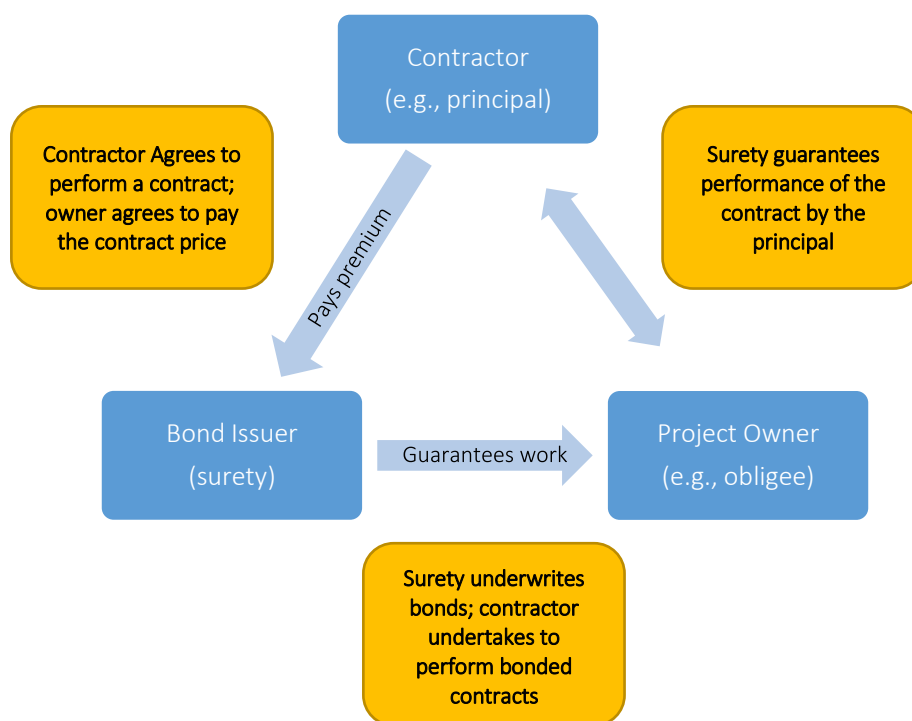 Contractor
(e.g., principal)
Contractor Agrees to
perform a contract;
owner agrees to pay
the contract price
Surety guarantees
performance of the
contract by the
principal
Pays premium
Bond Issuer
(surety)
Guarantees work
Project Owner
(e.g., obligee)
Surety underwrites
bonds; contractor
undertakes to
perform bonded
contracts